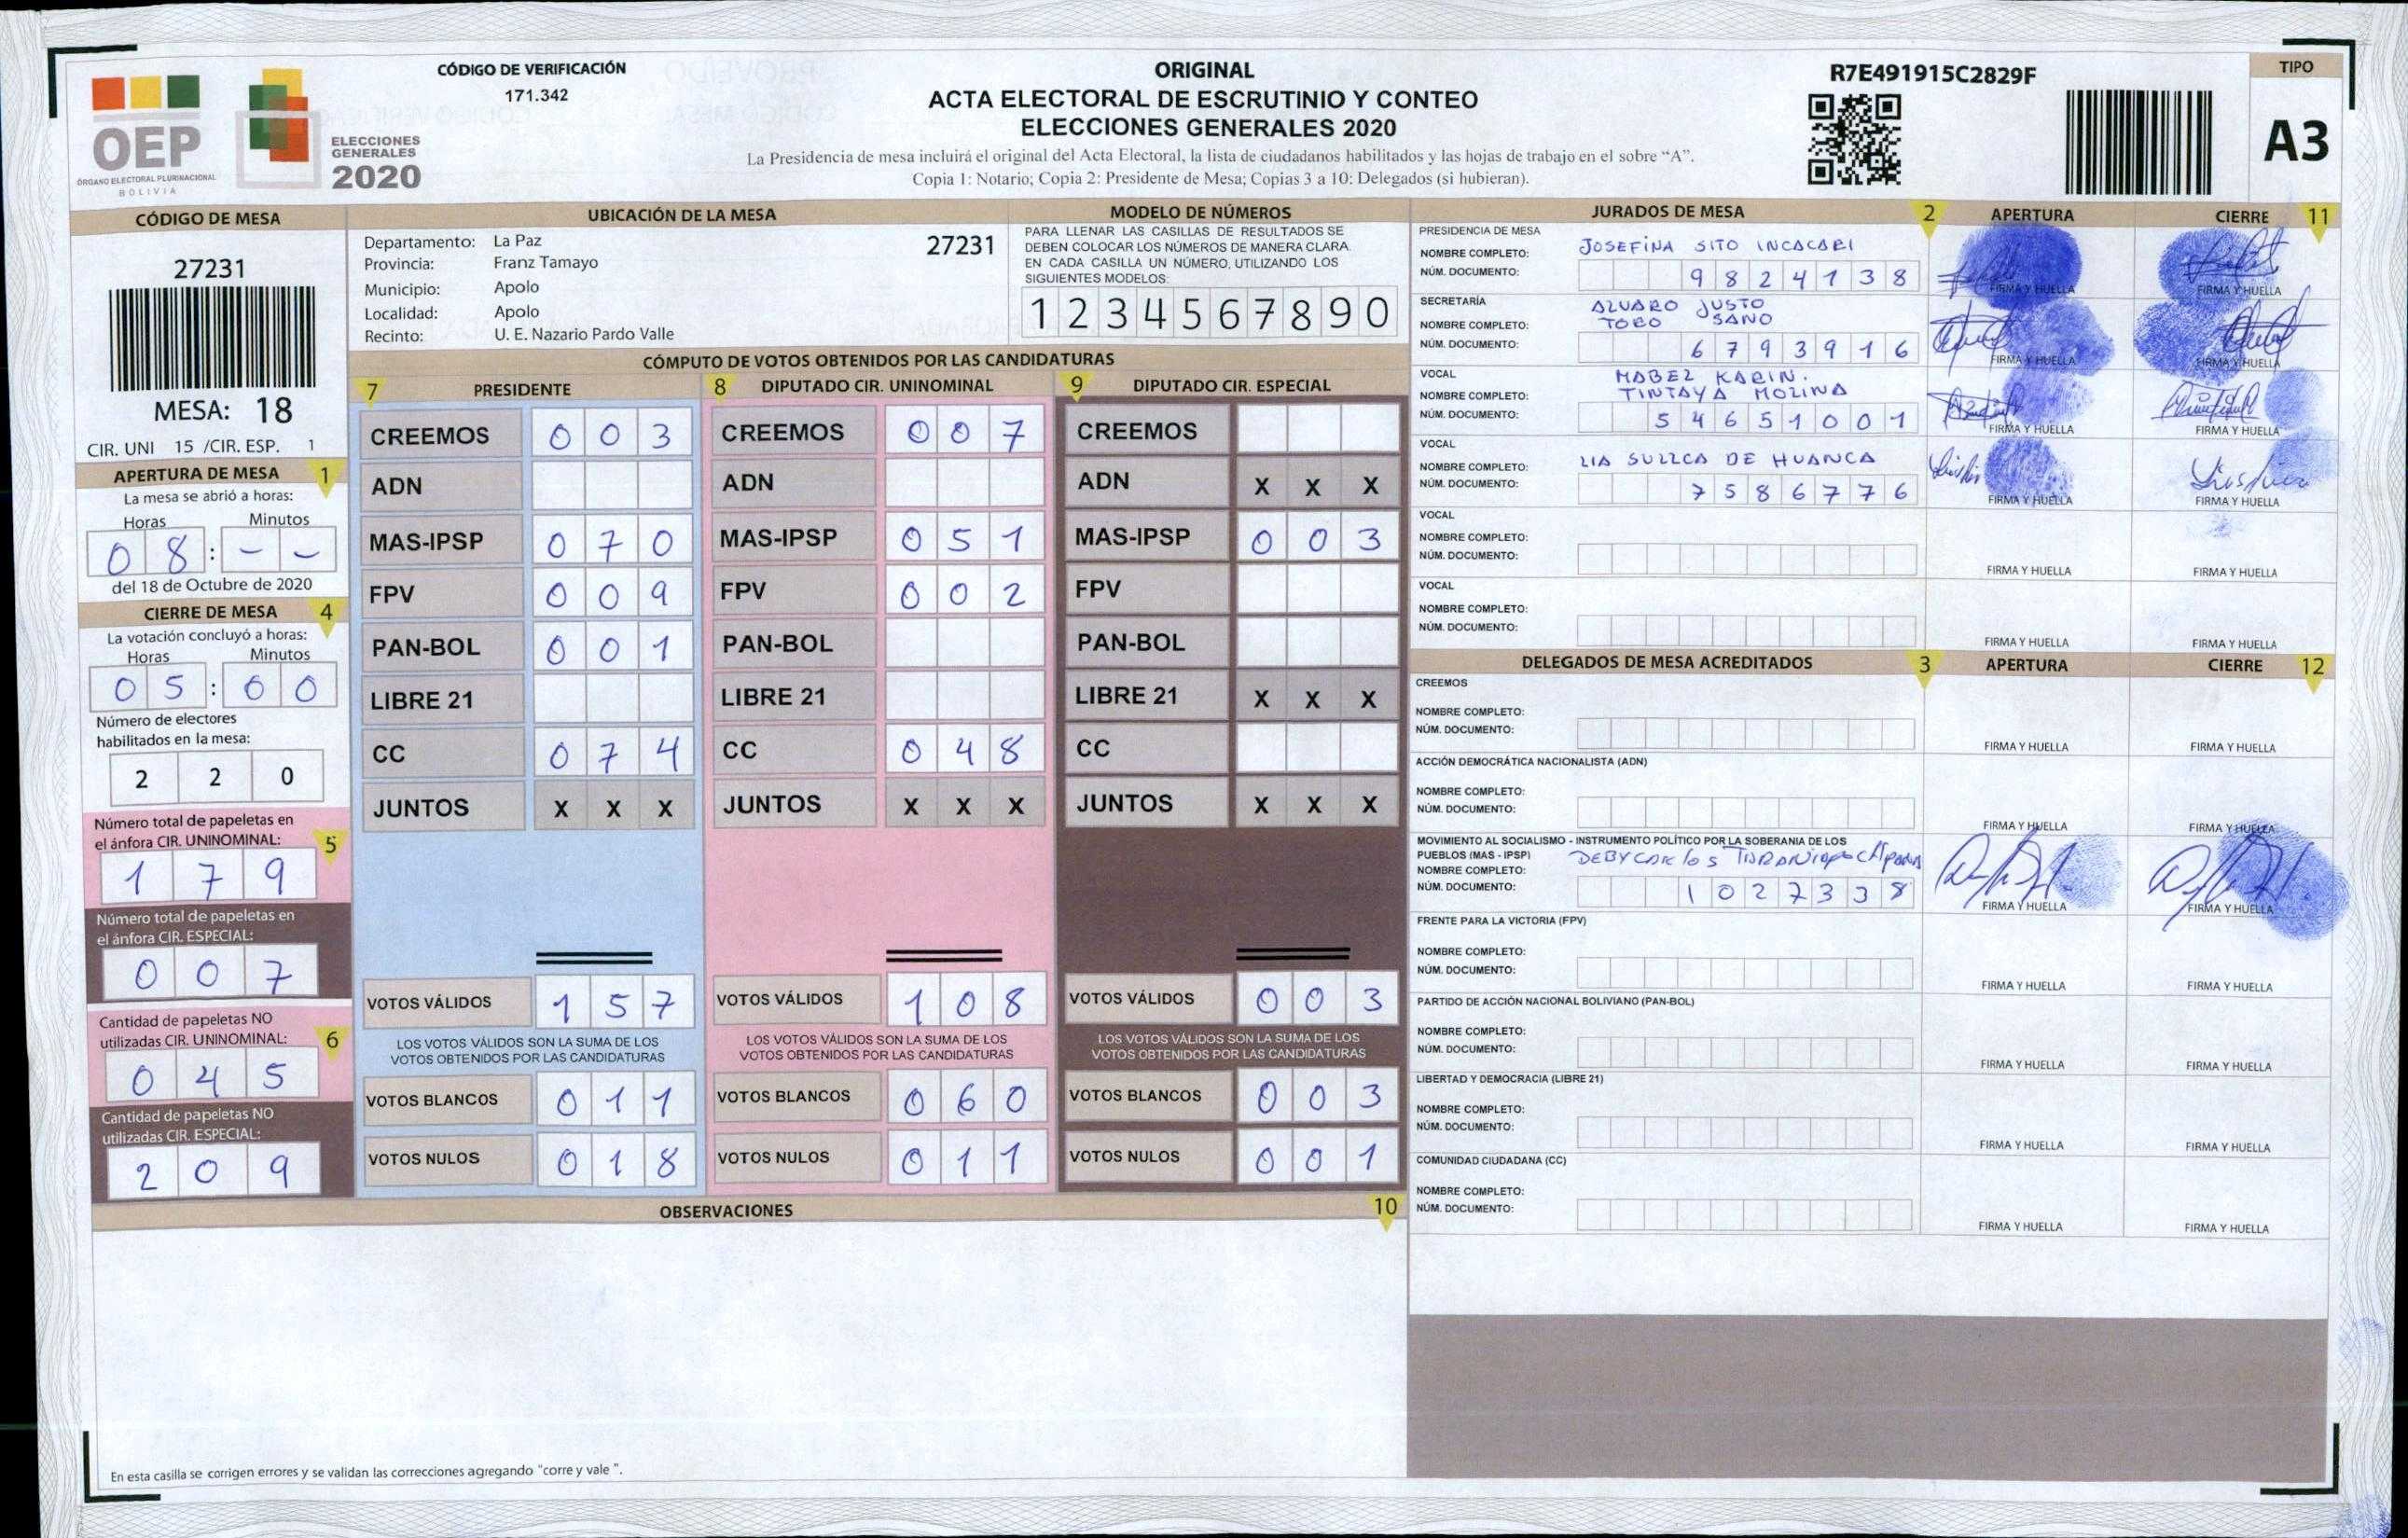 CÓDIGO DE VERIFICACIÓN
171.342
OEP
ÓRGANO ELECTORAL PLURINACIONAL
BOLIVIA
ELECCIONES
GENERALES
2020
ORIGINAL
ACTA ELECTORAL DE ESCRUTINIO Y CONTEO
ELECCIONES GENERALES 2020
La Presidencia de mesa incluirá el original del Acta Electoral, la lista de ciudadanos habilitados y las hojas de trabajo en el sobre “A”.
Copia 1: Notario; Copia 2: Presidente de Mesa; Copias 3 a 10: Delegados (si hubieran).
R7E491915C2829F
TIPO
A3
CÓDIGO DE MESA
27231
MESA: 18
CIR. UNI 15 /CIR. ESP. 1
APERTURA DE MESA 1
La mesa se abrió a horas:
Horas Minutos
0 8 : - -
del 18 de Octubre de 2020
CIERRE DE MESA 4
La votación concluyó a horas:
Horas Minutos
0 5 : 0 0
Número de electores
habilitados en la mesa:
2 2 0
Número total de papeletas en
el ánfora CIR. UNINOMINAL: 5
1 7 9
Número total de papeletas en
el ánfora CIR. ESPECIAL:
0 0 7
Cantidad de papeletas NO
utilizadas CIR. UNINOMINAL: 6
0 4 5
Cantidad de papeletas NO
utilizadas CIR. ESPECIAL:
2 0 9
UBICACIÓN DE LA MESA
Departamento: La Paz 27231
Provincia: Franz Tamayo
Municipio: Apolo
Localidad: Apolo
Recinto: U. E. Nazario Pardo Valle
MODELO DE NÚMEROS
PARA LLENAR LAS CASILLAS DE RESULTADOS SE
DEBEN COLOCAR LOS NÚMEROS DE MANERA CLARA.
EN CADA CASILLA UN NÚMERO, UTILIZANDO LOS
SIGUIENTES MODELOS:
1 2 3 4 5 6 7 8 9 0
CÓMPUTO DE VOTOS OBTENIDOS POR LAS CANDIDATURAS
7 PRESIDENTE
CREEMOS 0 0 3
ADN
MAS-IPSP 0 7 0
FPV 0 0 9
PAN-BOL 0 0 1
LIBRE 21
CC 0 7 4
JUNTOS X X X
VOTOS VÁLIDOS 1 5 7
LOS VOTOS VÁLIDOS SON LA SUMA DE LOS
VOTOS OBTENIDOS POR LAS CANDIDATURAS
VOTOS BLANCOS 0 1 1
VOTOS NULOS 0 1 8
8 DIPUTADO CIR. UNINOMINAL
CREEMOS 0 0 7
ADN
MAS-IPSP 0 5 1
FPV 0 0 2
PAN-BOL
LIBRE 21
CC 0 4 8
JUNTOS X X X
VOTOS VÁLIDOS 1 0 8
LOS VOTOS VÁLIDOS SON LA SUMA DE LOS
VOTOS OBTENIDOS POR LAS CANDIDATURAS
VOTOS BLANCOS 0 6 0
VOTOS NULOS 0 1 1
9 DIPUTADO CIR. ESPECIAL
CREEMOS
ADN X X X
MAS-IPSP 0 0 3
FPV
PAN-BOL
LIBRE 21 X X X
CC
JUNTOS X X X
VOTOS VÁLIDOS 0 0 3
LOS VOTOS VÁLIDOS SON LA SUMA DE LOS
VOTOS OBTENIDOS POR LAS CANDIDATURAS
VOTOS BLANCOS 0 0 3
VOTOS NULOS 0 0 1
OBSERVACIONES 10
En esta casilla se corrigen errores y se validan las correcciones agregando "corre y vale ".
JURADOS DE MESA 2 APERTURA CIERRE 11
PRESIDENCIA DE MESA
NOMBRE COMPLETO: JOSEFINA SITO INCACARI
NÚM. DOCUMENTO: 9 8 2 4 1 3 8
FIRMA Y HUELLA FIRMA Y HUELLA
SECRETARÍA
NOMBRE COMPLETO: ALVARO JUSTO
TORO SANO
NÚM. DOCUMENTO: 6 7 9 3 9 1 6
FIRMA Y HUELLA FIRMA Y HUELLA
VOCAL
NOMBRE COMPLETO: MABEL KARIN.
TINTAYA MOLINA
NÚM. DOCUMENTO: 5 4 6 5 1 0 0 1
FIRMA Y HUELLA FIRMA Y HUELLA
VOCAL
NOMBRE COMPLETO: LIA SULLCA DE HUANCA
NÚM. DOCUMENTO: 7 5 8 6 7 7 6
FIRMA Y HUELLA FIRMA Y HUELLA
VOCAL
NOMBRE COMPLETO:
NÚM. DOCUMENTO:
FIRMA Y HUELLA FIRMA Y HUELLA
VOCAL
NOMBRE COMPLETO:
NÚM. DOCUMENTO:
FIRMA Y HUELLA FIRMA Y HUELLA
DELEGADOS DE MESA ACREDITADOS 3 APERTURA CIERRE 12
CREEMOS
NOMBRE COMPLETO:
NÚM. DOCUMENTO:
FIRMA Y HUELLA FIRMA Y HUELLA
ACCIÓN DEMOCRÁTICA NACIONALISTA (ADN)
NOMBRE COMPLETO:
NÚM. DOCUMENTO:
FIRMA Y HUELLA FIRMA Y HUELLA
MOVIMIENTO AL SOCIALISMO - INSTRUMENTO POLÍTICO POR LA SOBERANIA DE LOS
PUEBLOS (MAS - IPSP)
NOMBRE COMPLETO:
NÚM. DOCUMENTO: 1 0 2 7 3 3 8
FIRMA Y HUELLA FIRMA Y HUELLA
FRENTE PARA LA VICTORIA (FPV)
NOMBRE COMPLETO:
NÚM. DOCUMENTO:
FIRMA Y HUELLA FIRMA Y HUELLA
PARTIDO DE ACCIÓN NACIONAL BOLIVIANO (PAN-BOL)
NOMBRE COMPLETO:
NÚM. DOCUMENTO:
FIRMA Y HUELLA FIRMA Y HUELLA
LIBERTAD Y DEMOCRACIA (LIBRE 21)
NOMBRE COMPLETO:
NÚM. DOCUMENTO:
FIRMA Y HUELLA FIRMA Y HUELLA
COMUNIDAD CIUDADANA (CC)
NOMBRE COMPLETO:
NÚM. DOCUMENTO:
FIRMA Y HUELLA FIRMA Y HUELLA